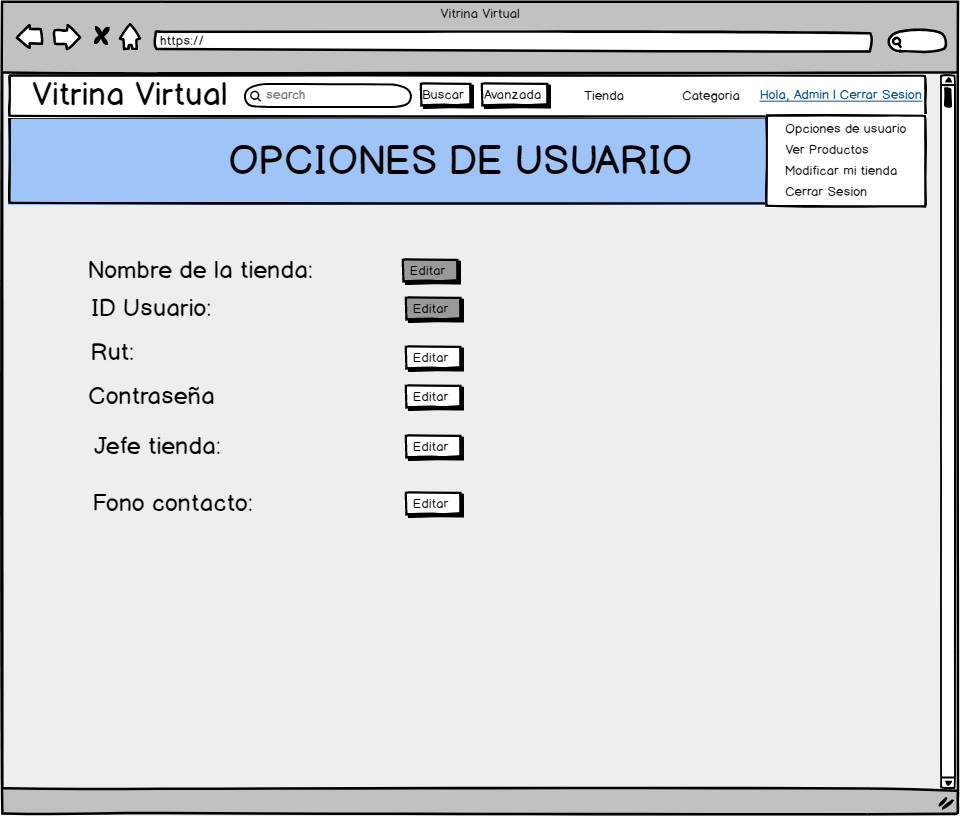 Vitrina Virtual
https://
Vitrina Virtual search Buscar Avanzada Tienda Categoria Hola, Admin | Cerrar Sesion
OPCIONES DE USUARIO
Opciones de usuario
Ver Productos
Modificar mi tienda
Cerrar Sesion
Nombre de la tienda: Editar
ID Usuario: Editar
Rut: Editar
Contraseña Editar
Jefe tienda: Editar
Fono contacto: Editar